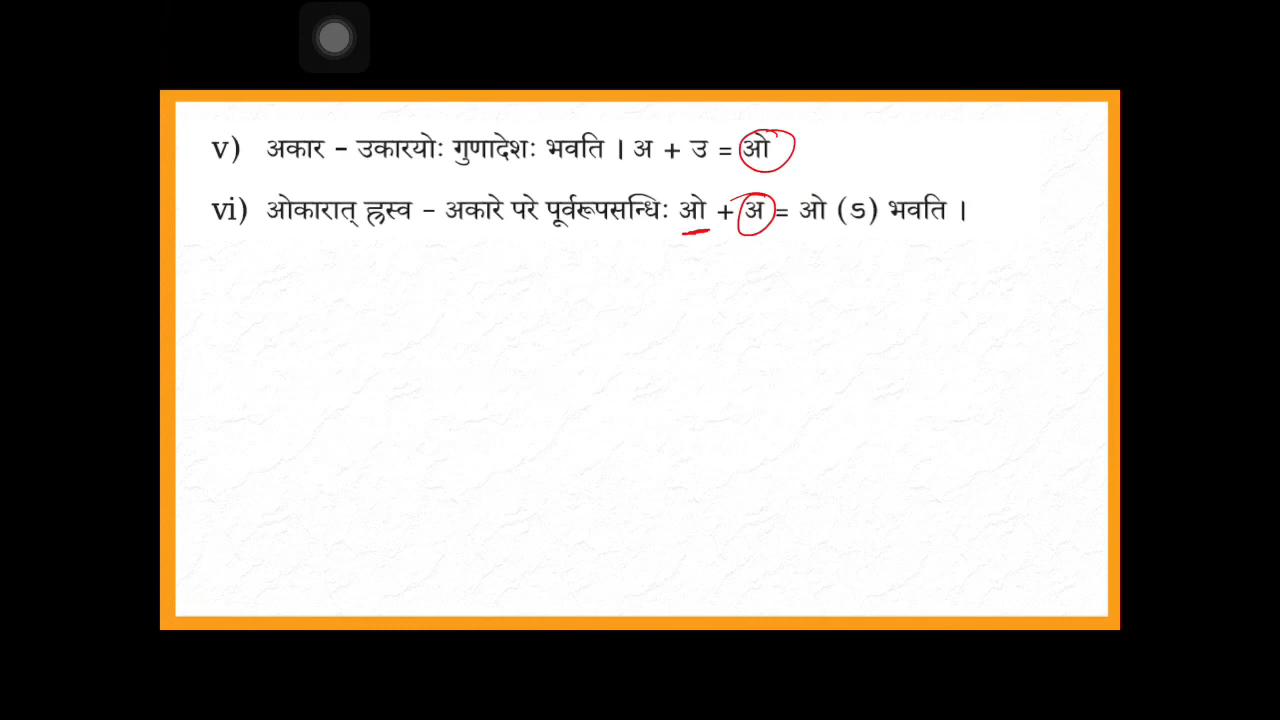 v) अकार - उकारयोः गुणादेशः भवति । अ + उ = ओ
vi) ओकारात् ह्रस्व - अकारे परे पूर्वरूपसन्धिः ओ + अ = ओ (ऽ) भवति ।